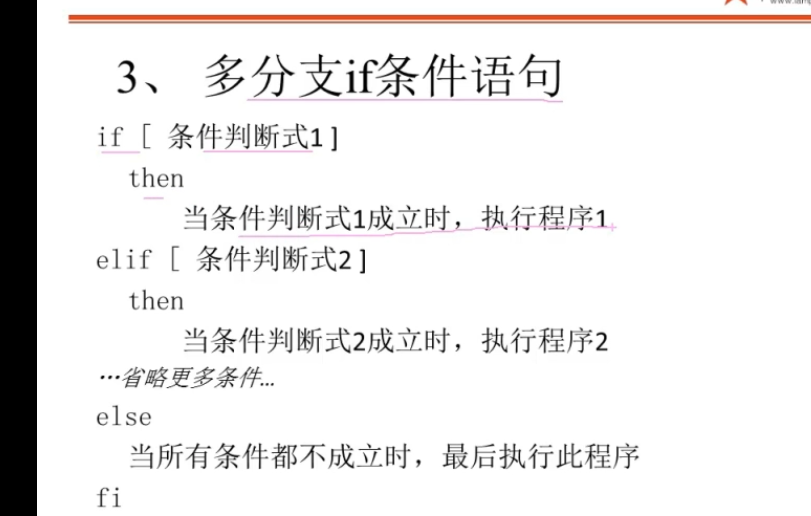 3、 多分支if条件语句
if [ 条件判断式1 ]
then
当条件判断式1成立时，执行程序1
elif [ 条件判断式2 ]
then
当条件判断式2成立时，执行程序2
…省略更多条件…
else
当所有条件都不成立时，最后执行此程序
fi